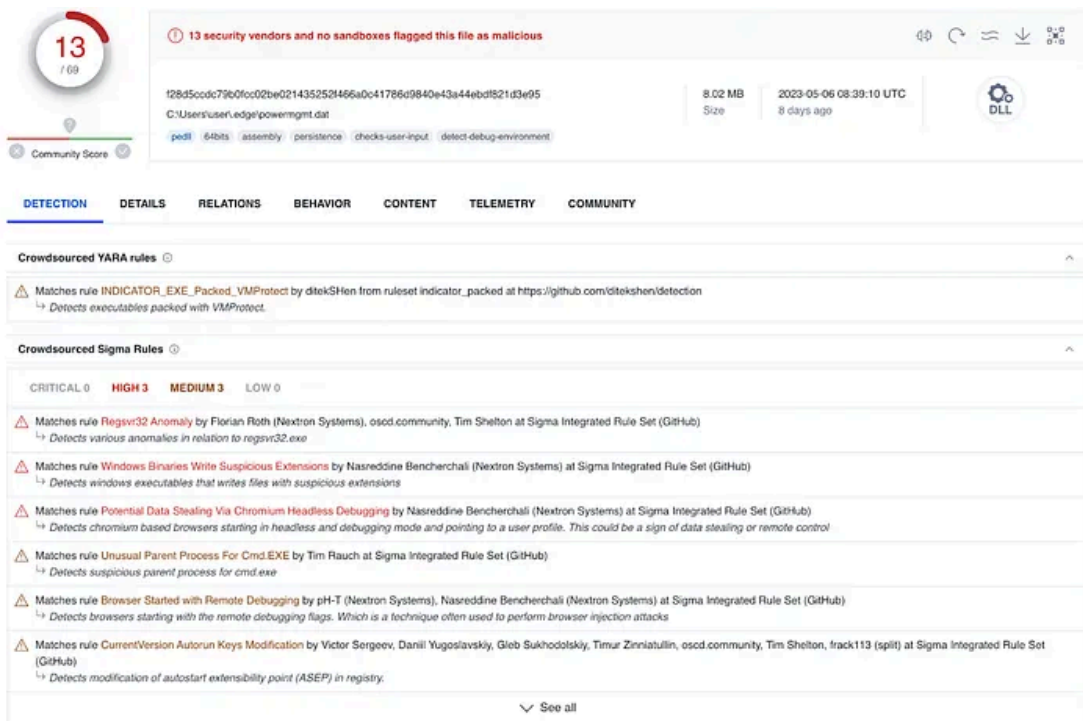 13
/ 69
Community Score
13 security vendors and no sandboxes flagged this file as malicious
f28d5ccdc79b0fcc02be021435252f466a0c41786d9840e43a44ebdf821d3e95
C:\Users\user\.edge\powermgmt.dat
pedll 64bits assembly persistence checks-user-input detect-debug-environment
8.02 MB
Size
2023-05-06 08:39:10 UTC
8 days ago
DLL
DETECTION DETAILS RELATIONS BEHAVIOR CONTENT TELEMETRY COMMUNITY
Crowdsourced YARA rules
Matches rule INDICATOR_EXE_Packed_VMProtect by ditekSHen from ruleset indicator_packed at https://github.com/ditekshen/detection
Detects executables packed with VMProtect.
Crowdsourced Sigma Rules
CRITICAL 0 HIGH 3 MEDIUM 3 LOW 0
Matches rule Regsvr32 Anomaly by Florian Roth (Nextron Systems), oscd.community, Tim Shelton at Sigma Integrated Rule Set (GitHub)
Detects various anomalies in relation to regsvr32.exe
Matches rule Windows Binaries Write Suspicious Extensions by Nasreddine Bencherchali (Nextron Systems) at Sigma Integrated Rule Set (GitHub)
Detects windows executables that writes files with suspicious extensions
Matches rule Potential Data Stealing Via Chromium Headless Debugging by Nasreddine Bencherchali (Nextron Systems) at Sigma Integrated Rule Set (GitHub)
Detects chromium based browsers starting in headless and debugging mode and pointing to a user profile. This could be a sign of data stealing or remote control
Matches rule Unusual Parent Process For Cmd.EXE by Tim Rauch at Sigma Integrated Rule Set (GitHub)
Detects suspicious parent process for cmd.exe
Matches rule Browser Started with Remote Debugging by pH-T (Nextron Systems), Nasreddine Bencherchali (Nextron Systems) at Sigma Integrated Rule Set (GitHub)
Detects browsers starting with the remote debugging flags. Which is a technique often used to perform browser injection attacks
Matches rule CurrentVersion Autorun Keys Modification by Victor Sergeev, Daniil Yugoslavskiy, Gleb Sukhodolskiy, Timur Zinniatullin, oscd.community, Tim Shelton, frack113 (split) at Sigma Integrated Rule Set
(GitHub)
Detects modification of autostart extensibility point (ASEP) in registry.
See all